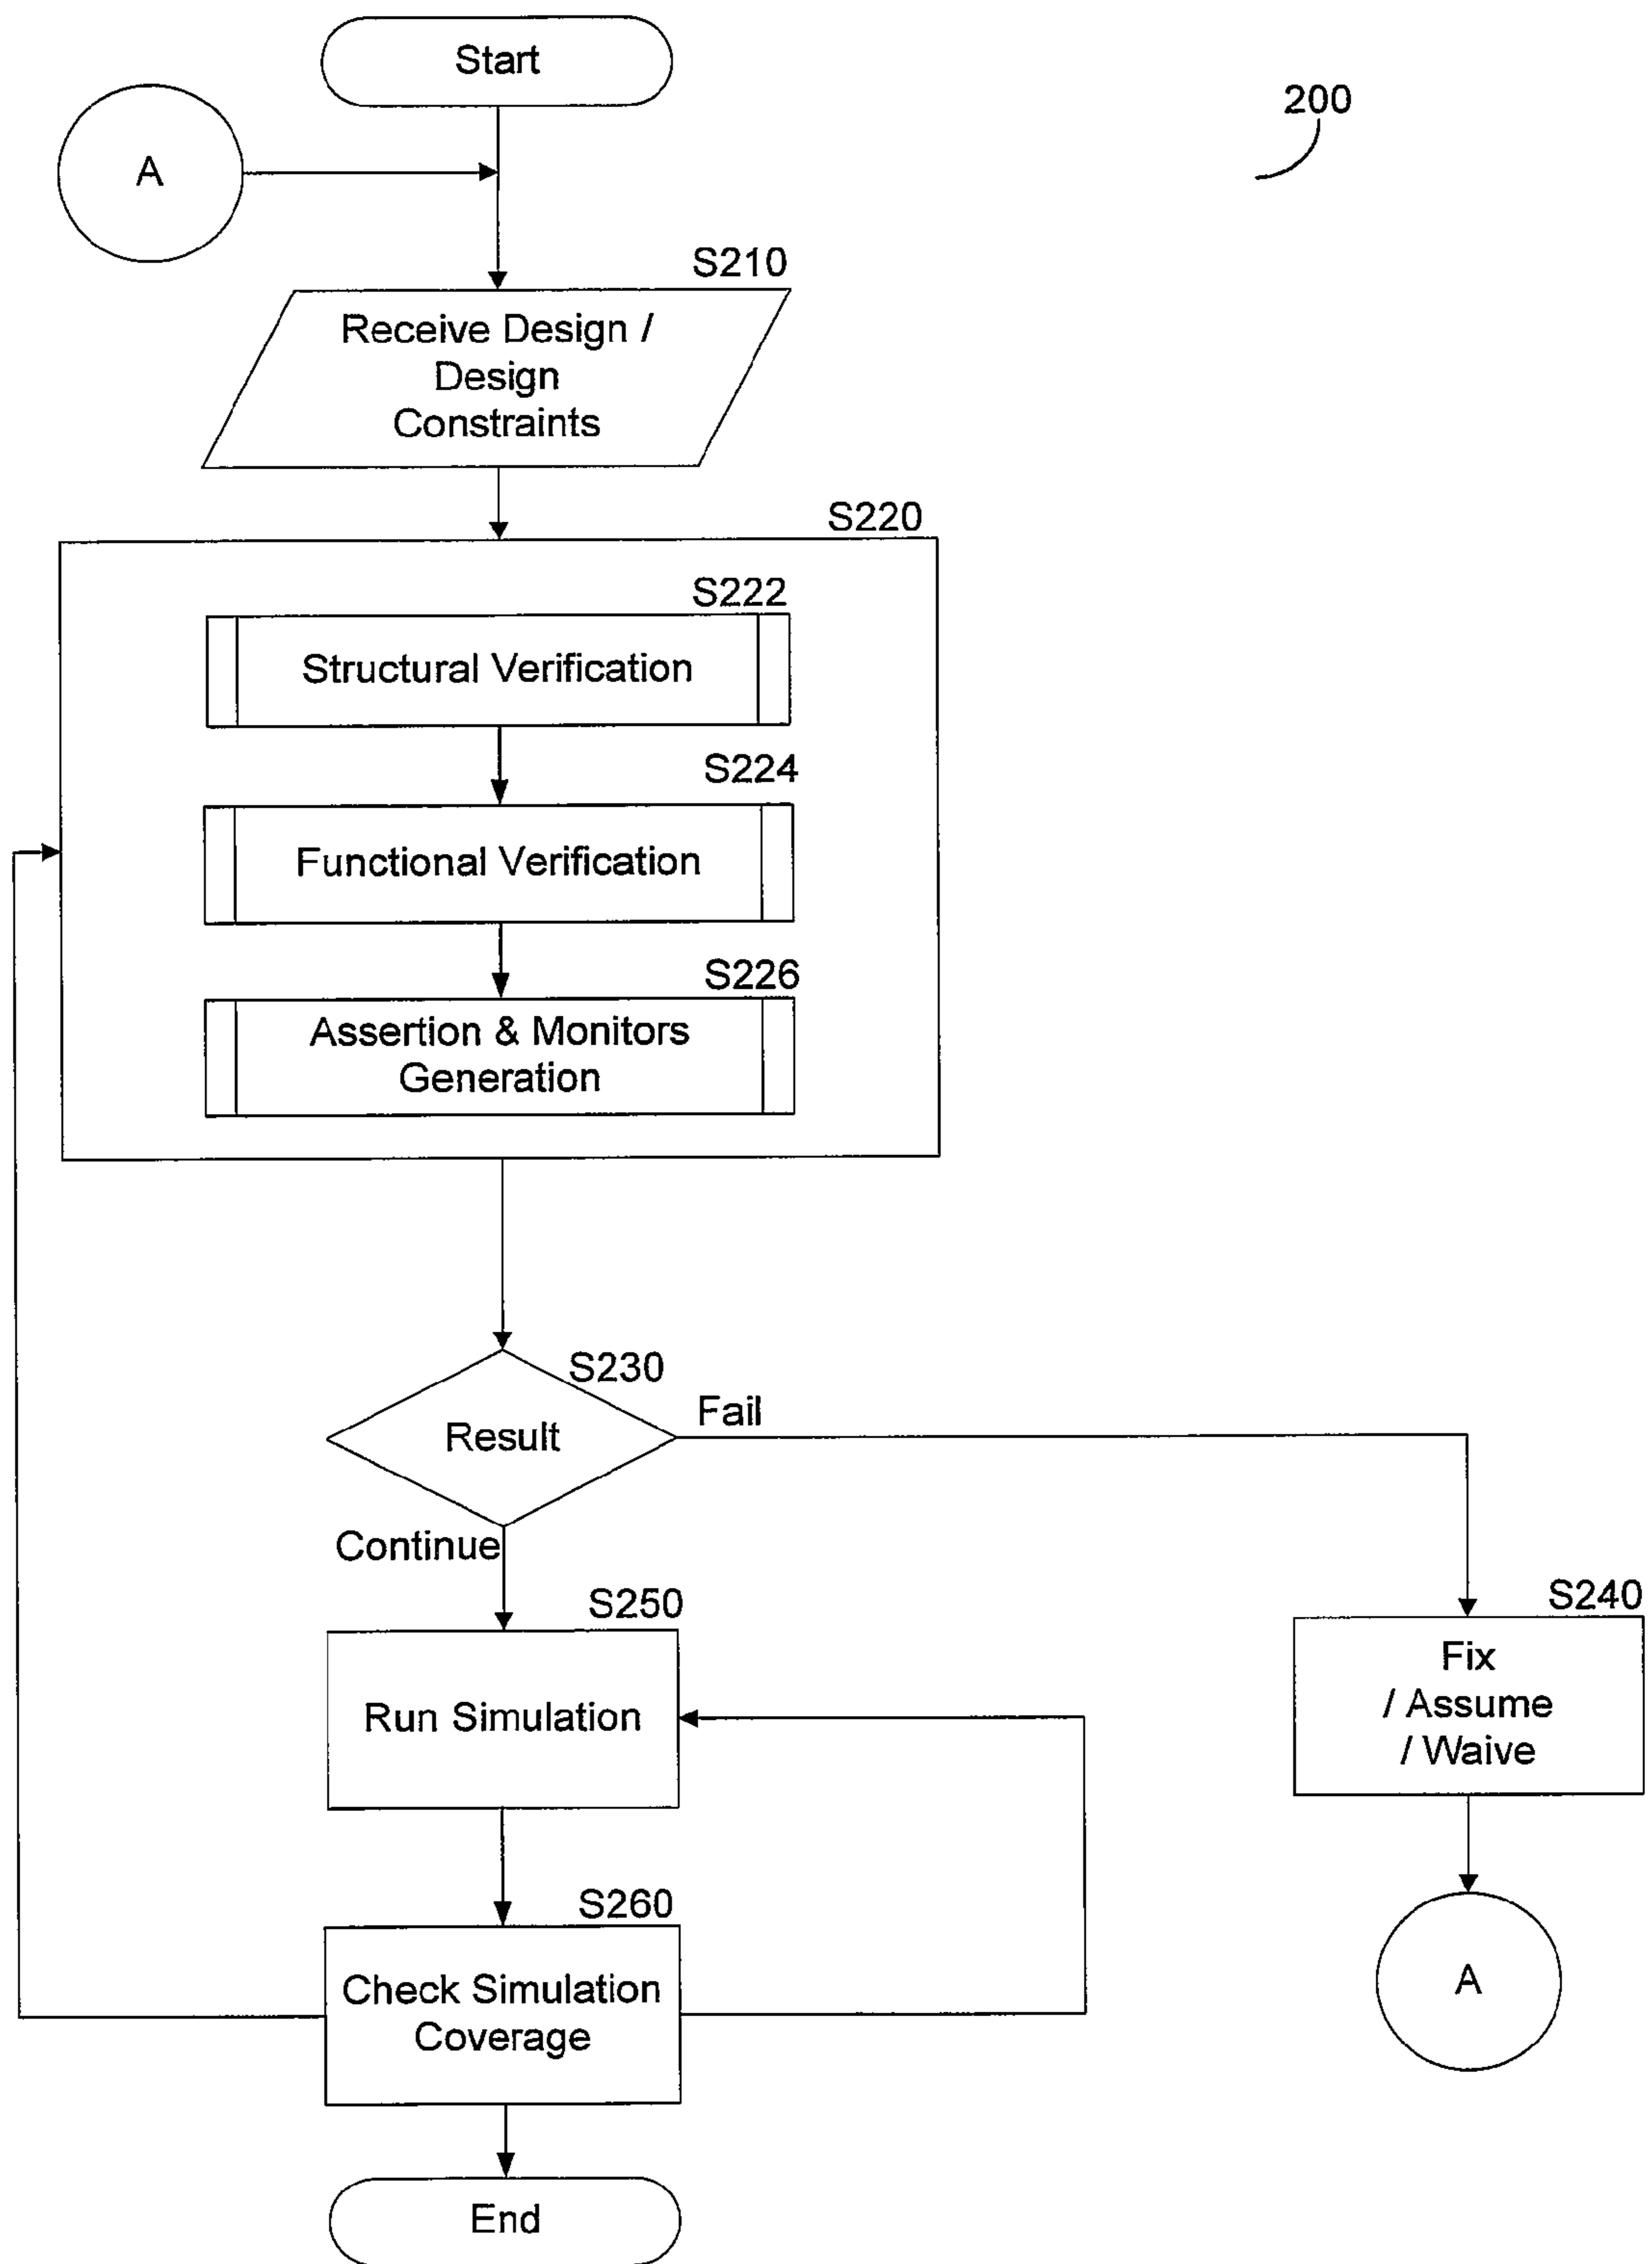 Start
A
200
S210
Receive Design /
Design
Constraints
S220
S222
Structural Verification
S224
Functional Verification
S226
Assertion & Monitors
Generation
S230
Result
Fail
Continue
S250
Run Simulation
S240
Fix
/ Assume
/ Waive
S260
Check Simulation
Coverage
A
End